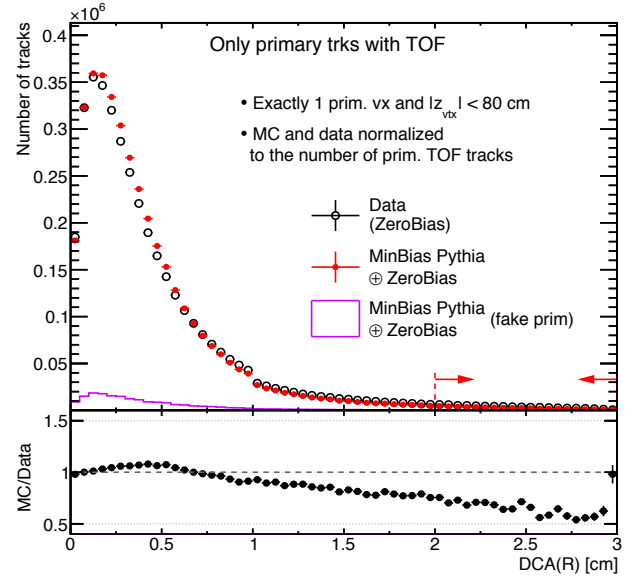 ×10⁶
Only primary trks with TOF
• Exactly 1 prim. vx and |z_vtx| < 80 cm
• MC and data normalized
to the number of prim. TOF tracks
Number of tracks
0.4
0.35
0.3
0.25
0.2
0.15
0.1
0.05
Data
(ZeroBias)
MinBias Pythia
⊕ ZeroBias
MinBias Pythia
⊕ ZeroBias (fake prim)
MC/Data
1.5
1
0.5
0 0.5 1 1.5 2 2.5 3
DCA(R) [cm]